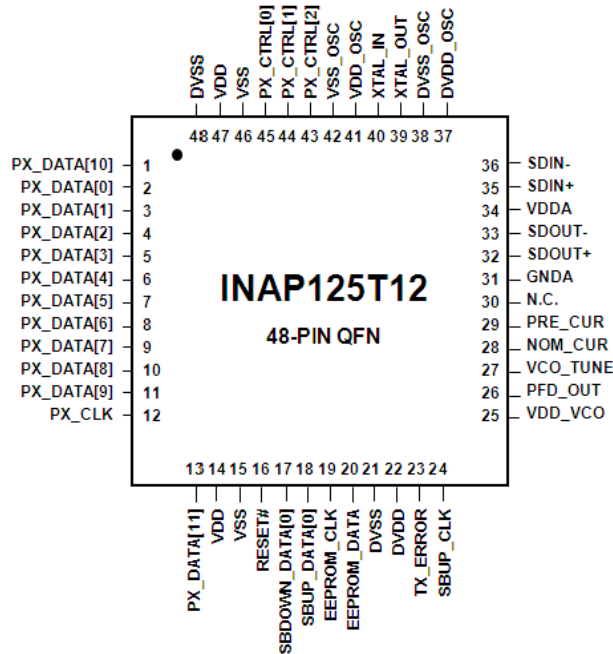 DVSS
VDD
VSS
PX_CTRL[0]
PX_CTRL[1]
PX_CTRL[2]
VSS_OSC
VDD_OSC
XTAL_IN
XTAL_OUT
DVSS_OSC
DVDD_OSC
48 47 46 45 44 43 42 41 40 39 38 37
PX_DATA[10] 1
PX_DATA[0] 2
PX_DATA[1] 3
PX_DATA[2] 4
PX_DATA[3] 5
PX_DATA[4] 6
PX_DATA[5] 7
PX_DATA[6] 8
PX_DATA[7] 9
PX_DATA[8] 10
PX_DATA[9] 11
PX_CLK 12
INAP125T12
48-PIN QFN
36 SDIN-
35 SDIN+
34 VDDA
33 SDOUT-
32 SDOUT+
31 GNDA
30 N.C.
29 PRE_CUR
28 NOM_CUR
27 VCO_TUNE
26 PFD_OUT
25 VDD_VCO
13 14 15 16 17 18 19 20 21 22 23 24
PX_DATA[11]
VDD
VSS
RESET#
SBDOWN_DATA[0]
SBUP_DATA[0]
EEPROM_CLK
EEPROM_DATA
DVSS
DVDD
TX_ERROR
SBUP_CLK